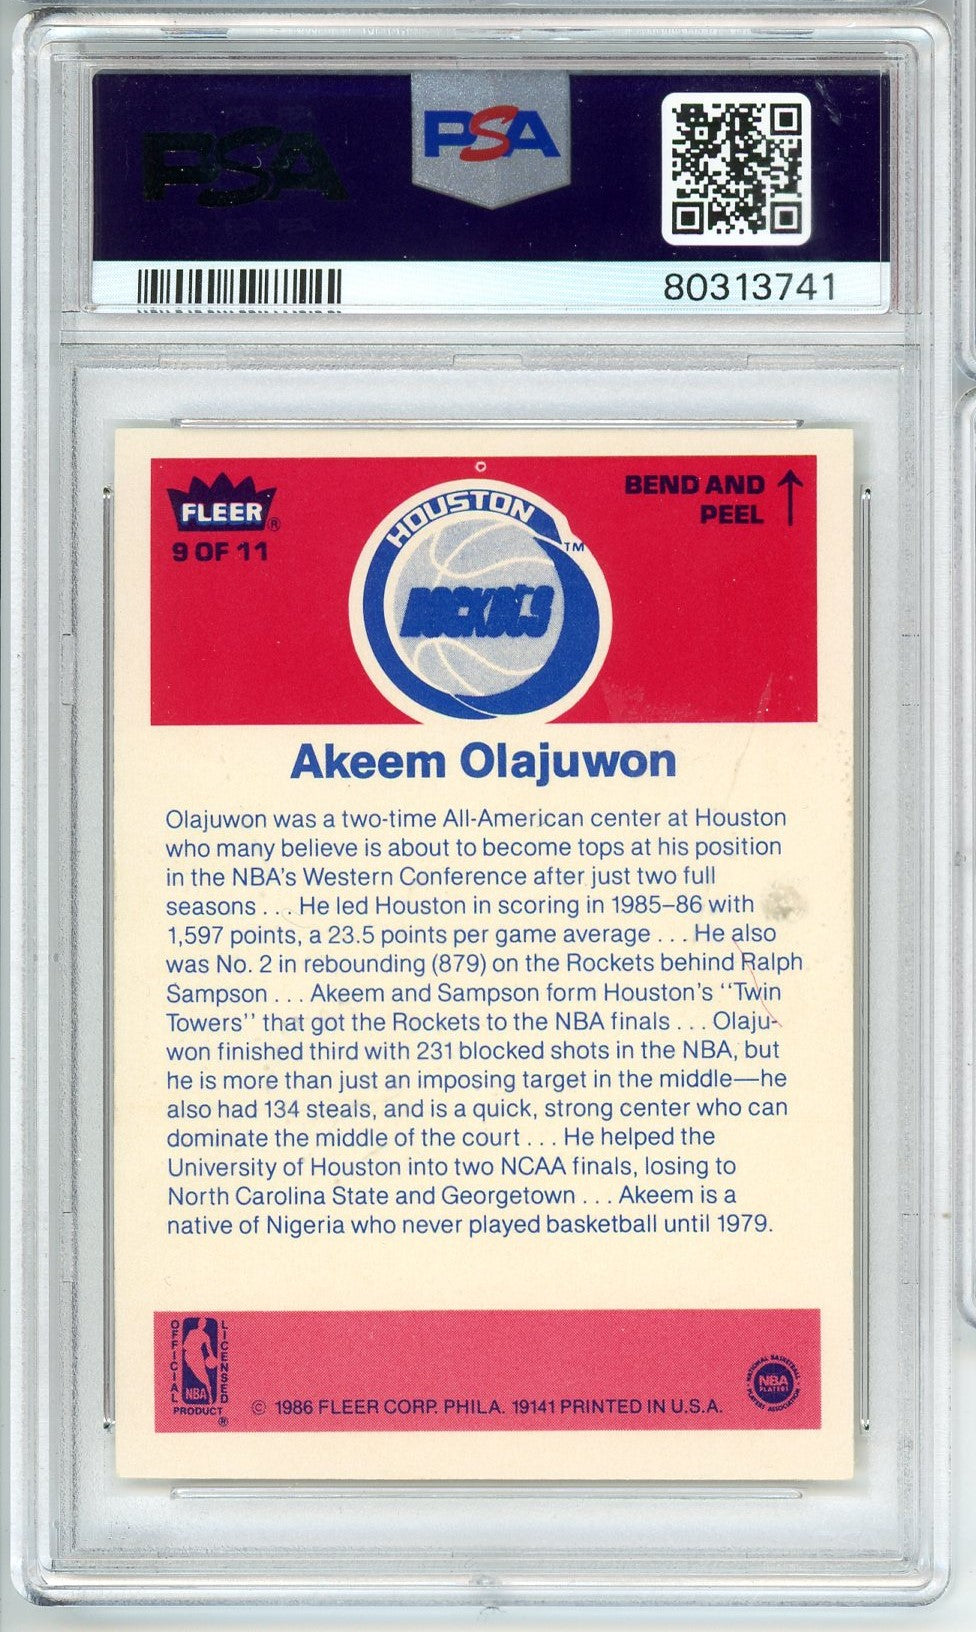 PSA
PSA
80313741
FLEER®
9 OF 11
HOUSTON
ROCKETS
TM
BEND AND
PEEL
Akeem Olajuwon
Olajuwon was a two-time All-American center at Houston
who many believe is about to become tops at his position
in the NBA's Western Conference after just two full
seasons . . . He led Houston in scoring in 1985–86 with
1,597 points, a 23.5 points per game average . . . He also
was No. 2 in rebounding (879) on the Rockets behind Ralph
Sampson . . . Akeem and Sampson form Houston's "Twin
Towers" that got the Rockets to the NBA finals . . . Olaju-
won finished third with 231 blocked shots in the NBA, but
he is more than just an imposing target in the middle—he
also had 134 steals, and is a quick, strong center who can
dominate the middle of the court . . . He helped the
University of Houston into two NCAA finals, losing to
North Carolina State and Georgetown . . . Akeem is a
native of Nigeria who never played basketball until 1979.
OFFICIAL
LICENSED
NBA
PRODUCT
®
© 1986 FLEER CORP. PHILA. 19141 PRINTED IN U.S.A.
NATIONAL BASKETBALL
NBA
PLAYERS
PLAYERS ASSOCIATION